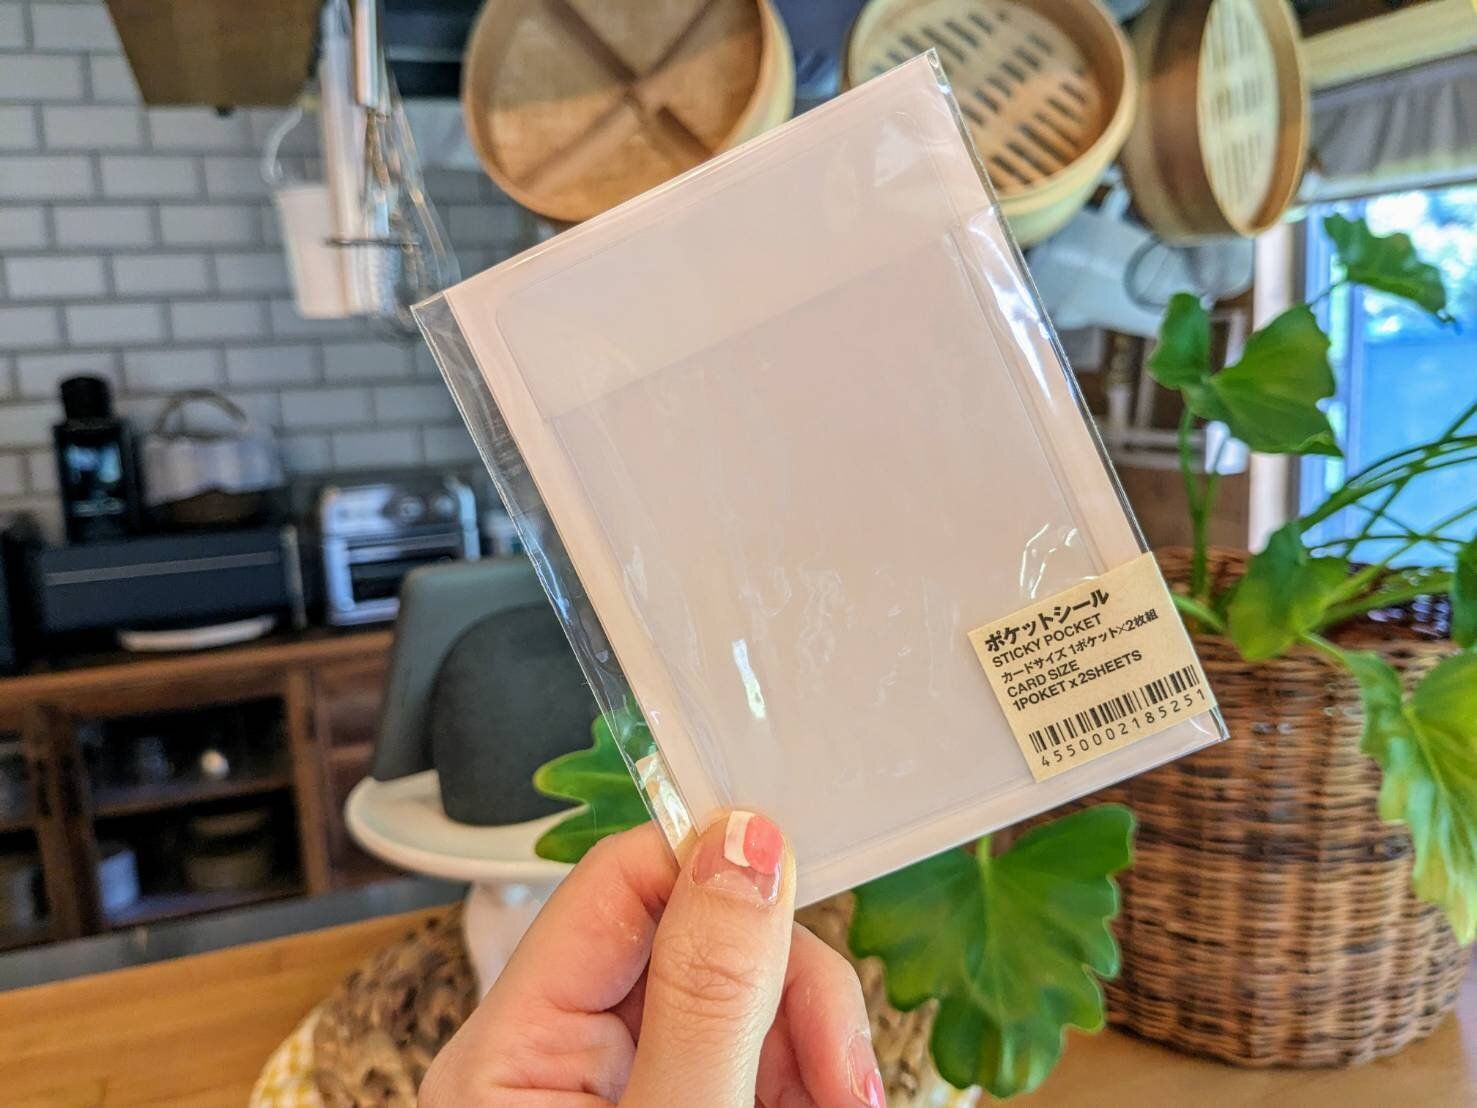 ポケットシール
STICKY POCKET
カードサイズ 1ポケット×2枚組
CARD SIZE
1POKET x 2SHEETS
4550002185251